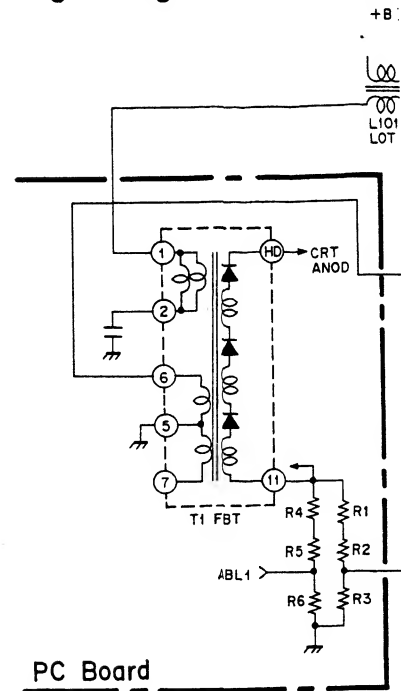 +B
L101
LOT
1
HD
CRT
ANOD
2
6
5
7
11
T1 FBT
R4
R1
R5
R2
ABL1
R6
R3
PC Board